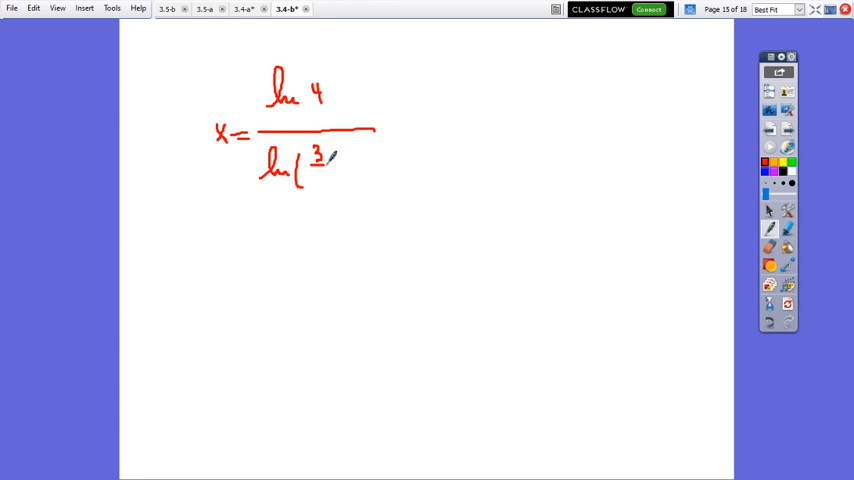 File Edit View Insert Tools Help 3.5-b 3.5-a 3.4-a* 3.4-b* CLASSFLOW Connect Page 15 of 18 Best Fit
ln 4
x=
ln( 3